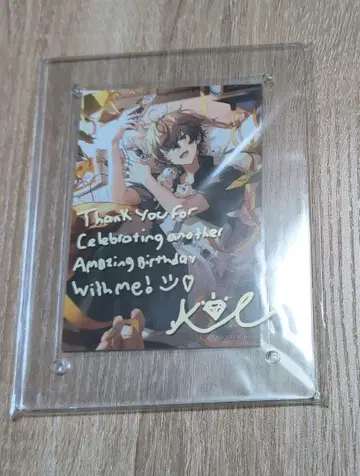 Thank You for
Celebrating another
Amazing Birthday
With me! :) ♡